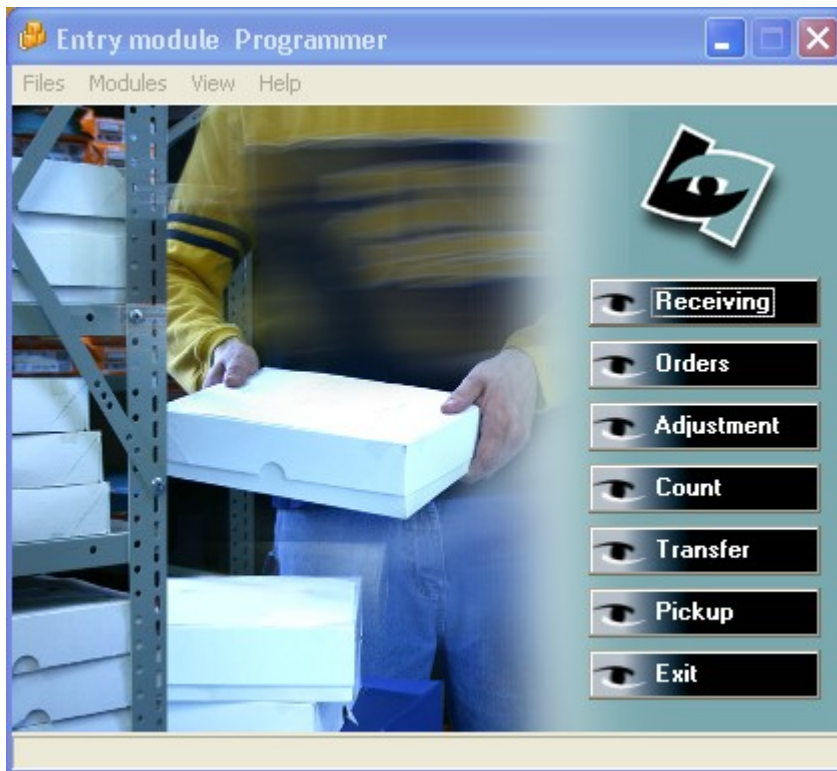 Entry module  Programmer
Files Modules View Help
Receiving
Orders
Adjustment
Count
Transfer
Pickup
Exit